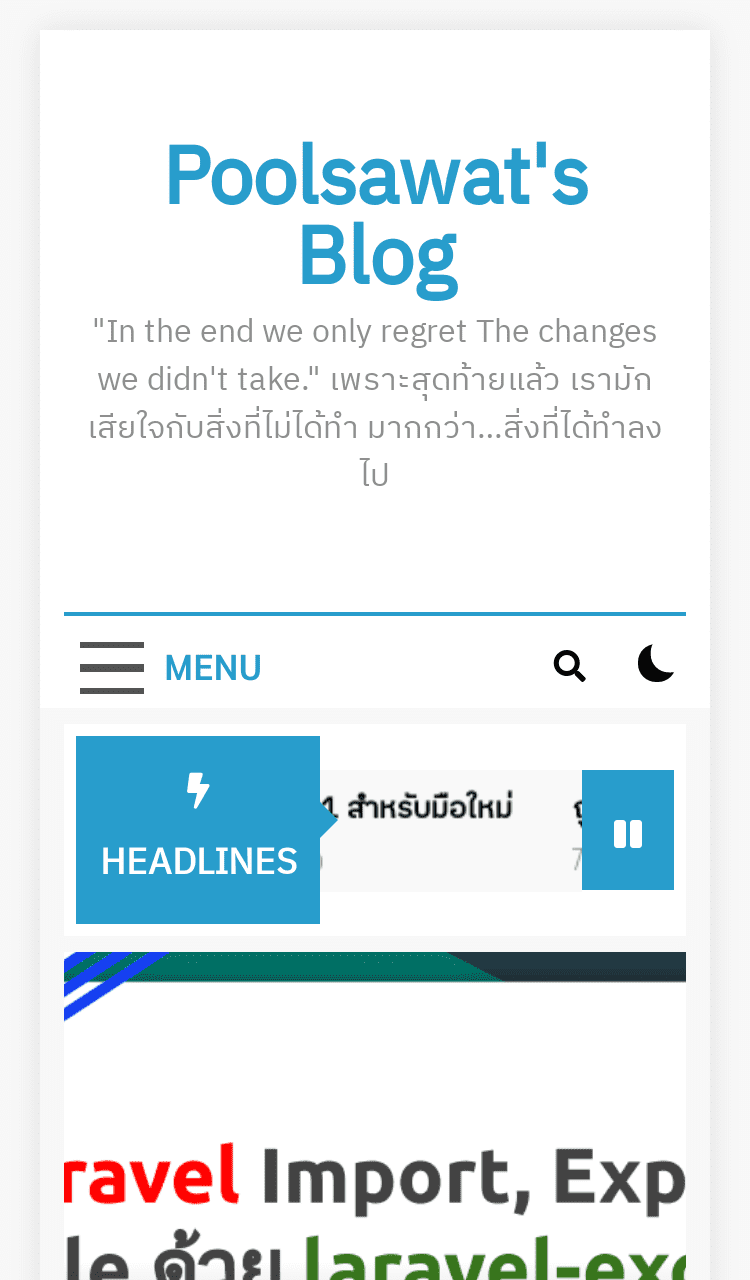 Poolsawat's
Blog
"In the end we only regret The changes
we didn't take." เพราะสุดท้ายแล้ว เรามัก
เสียใจกับสิ่งที่ไม่ได้ทำ มากกว่า...สิ่งที่ได้ทำลง
ไป
MENU
HEADLINES
1 สำหรับมือใหม่
7
ravel Import, Exp
le ด้วย laravel-exc